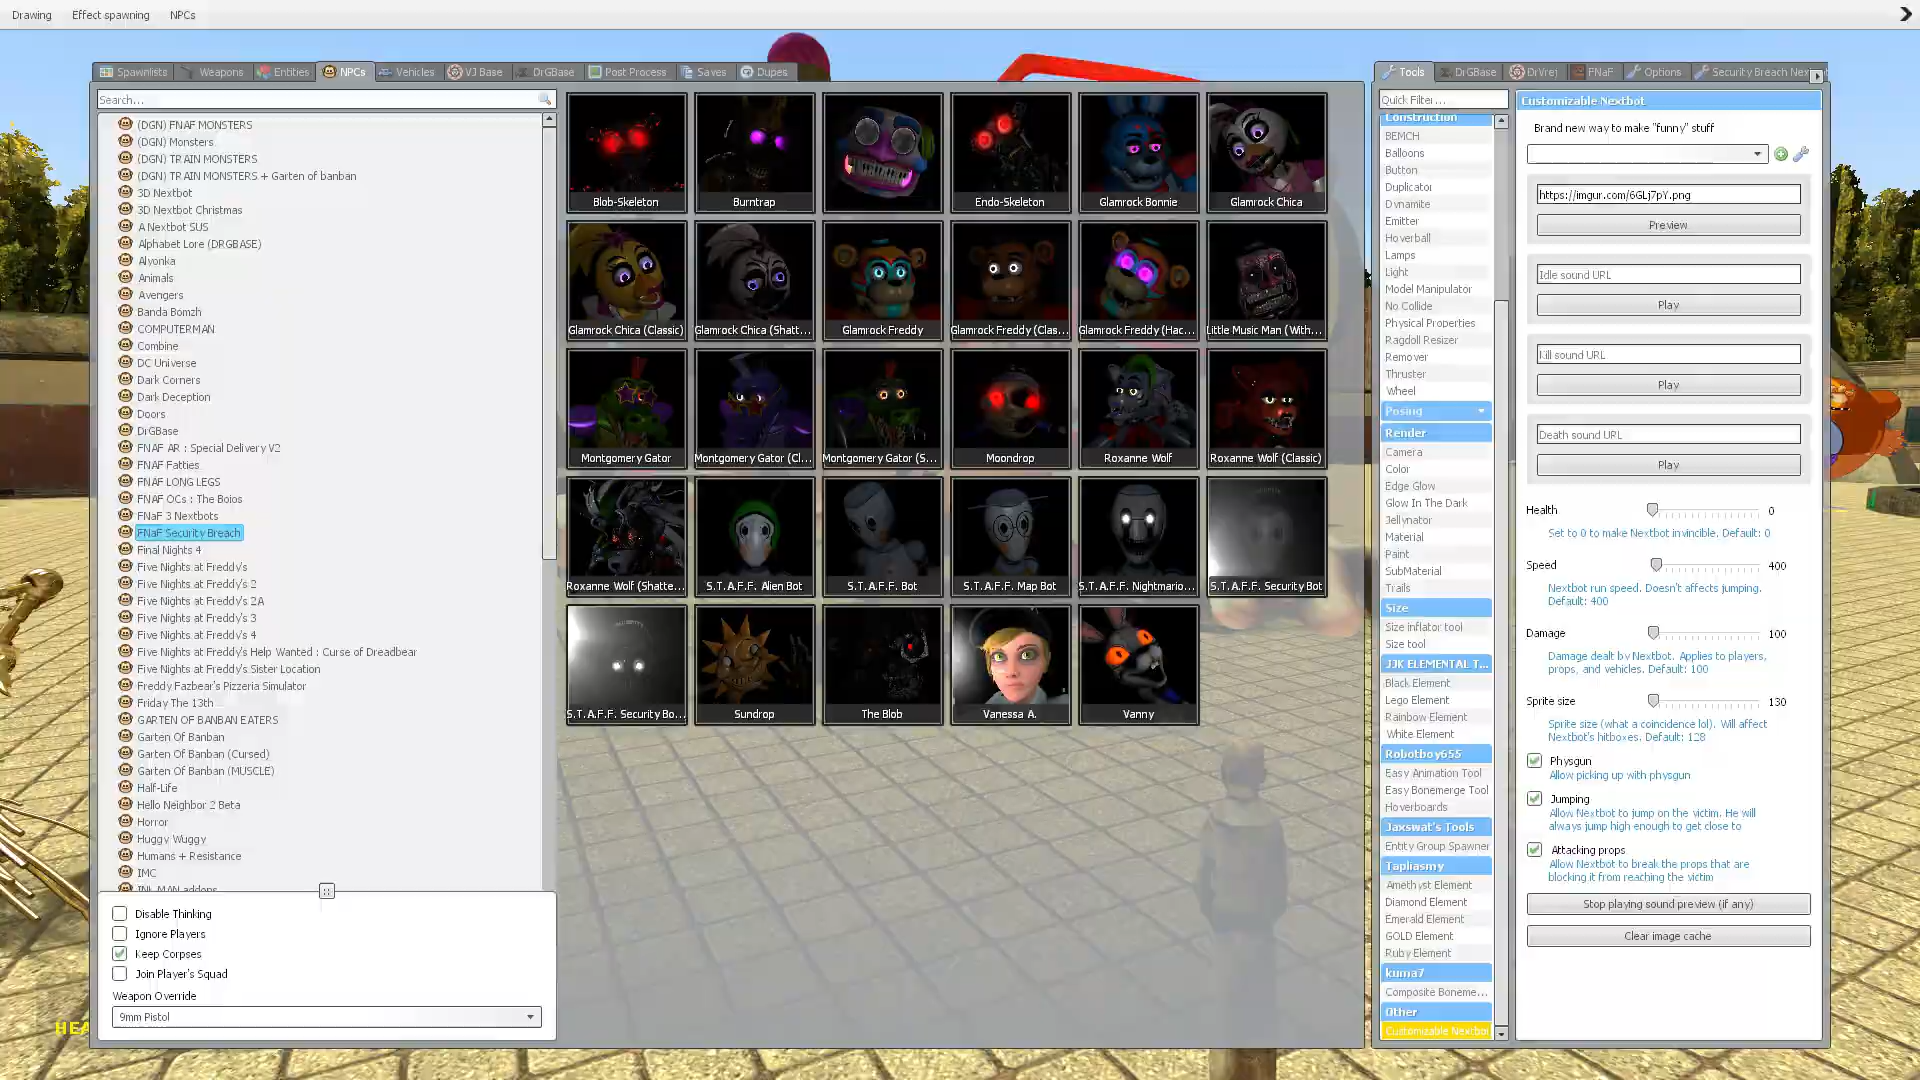 Drawing
Effect spawning
NPCs
Spawnlists
Weapons
Entities
NPCs
Vehicles
VJ Base
DrGBase
Post Process
Saves
Dupes
Search...
(DGN) FNAF MONSTERS
(DGN) Monsters
(DGN) TRAIN MONSTERS
(DGN) TRAIN MONSTERS + Garten of banban
3D Nextbot
3D Nextbot Christmas
A Nextbot SUS
Alphabet Lore (DRGBASE)
Alyonka
Animals
Avengers
Banda Bomzh
COMPUTERMAN
Combine
DC Universe
Dark Corners
Dark Deception
Doors
DrGBase
FNAF AR : Special Delivery V2
FNAF Fatties
FNAF LONG LEGS
FNAF OCs : The Boios
FNaF 3 Nextbots
FNaF Security Breach
Final Nights 4
Five Nights at Freddy's
Five Nights at Freddy's 2
Five Nights at Freddy's 2A
Five Nights at Freddy's 3
Five Nights at Freddy's 4
Five Nights at Freddy's Help Wanted : Curse of Dreadbear
Five Nights at Freddy's Sister Location
Freddy Fazbear's Pizzeria Simulator
Friday The 13th
GARTEN OF BANBAN EATERS
Garten Of Banban
Garten Of Banban (Cursed)
Garten Of Banban (MUSCLE)
Half-Life
Hello Neighbor 2 Beta
Horror
Huggy Wuggy
Humans + Resistance
IMC
Disable Thinking
Ignore Players
Keep Corpses
Join Player's Squad
Weapon Override
9mm Pistol
HEA
Blob-Skeleton
Burntrap
Endo-Skeleton
Glamrock Bonnie
Glamrock Chica
Glamrock Chica (Classic)
Glamrock Chica (Shatt...
Glamrock Freddy
Glamrock Freddy (Clas...
Glamrock Freddy (Hac...
Little Music Man (With...
Montgomery Gator
Montgomery Gator (Cl...
Montgomery Gator (S...
Moondrop
Roxanne Wolf
Roxanne Wolf (Classic)
Roxanne Wolf (Shatte...
S.T.A.F.F. Alien Bot
S.T.A.F.F. Bot
S.T.A.F.F. Map Bot
S.T.A.F.F. Nightmario...
S.T.A.F.F. Security Bot
S.T.A.F.F. Security Bo...
Sundrop
The Blob
Vanessa A.
Vanny
Tools
DrGBase
DrVrej
FNaF
Options
Security Breach Nex
Quick Filter...
Construction
BEMCH
Balloons
Button
Duplicator
Dynamite
Emitter
Hoverball
Lamps
Light
Model Manipulator
No Collide
Physical Properties
Ragdoll Resizer
Remover
Thruster
Wheel
Posing
Render
Camera
Color
Edge Glow
Glow In The Dark
Jellynator
Material
Paint
SubMaterial
Trails
Size
Size inflator tool
Size tool
JJK ELEMENTAL T...
Black Element
Lego Element
Rainbow Element
White Element
Robotboy655
Easy Animation Tool
Easy Bonemerge Tool
Hoverboards
Jaxswat's Tools
Entity Group Spawner
Tapliasmy
Amethyst Element
Diamond Element
Emerald Element
GOLD Element
Ruby Element
kuma7
Composite Boneme...
Other
Customizable Nextbot
Customizable Nextbot
Brand new way to make "funny" stuff
https://imgur.com/6GLj7pY.png
Preview
Idle sound URL
Play
Kill sound URL
Play
Death sound URL
Play
Health
0
Set to 0 to make Nextbot invincible. Default: 0
Speed
400
Nextbot run speed. Doesn't affects jumping.
Default: 400
Damage
100
Damage dealt by Nextbot. Applies to players,
props, and vehicles. Default: 100
Sprite size
130
Sprite size (what a coincidence lol). Will affect
Nextbot's hitboxes. Default: 128
Physgun
Allow picking up with physgun
Jumping
Allow Nextbot to jump on the victim. He will
always jump high enough to get close to
Attacking props
Allow Nextbot to break the props that are
blocking it from reaching the victim
Stop playing sound preview (if any)
Clear image cache